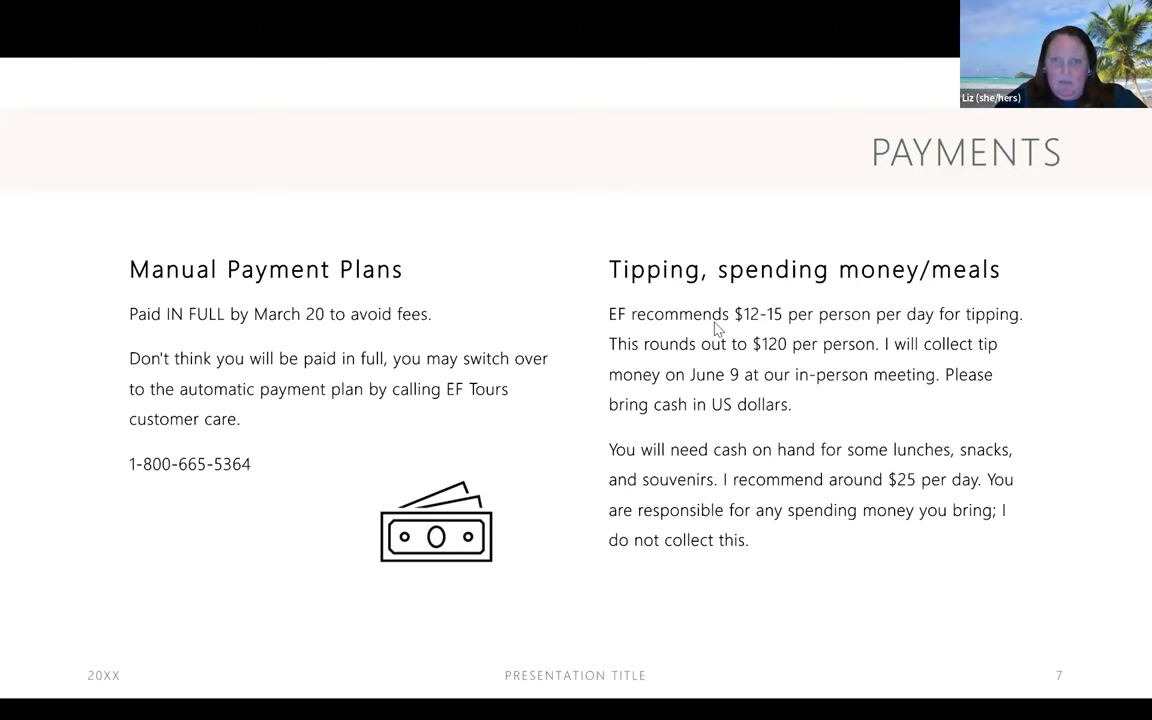 Liz (she/hers)
PAYMENTS
Manual Payment Plans
Paid IN FULL by March 20 to avoid fees.
Don't think you will be paid in full, you may switch over
to the automatic payment plan by calling EF Tours
customer care.
1-800-665-5364
Tipping, spending money/meals
EF recommends $12-15 per person per day for tipping.
This rounds out to $120 per person. I will collect tip
money on June 9 at our in-person meeting. Please
bring cash in US dollars.
You will need cash on hand for some lunches, snacks,
and souvenirs. I recommend around $25 per day. You
are responsible for any spending money you bring; I
do not collect this.
20XX
PRESENTATION TITLE
7